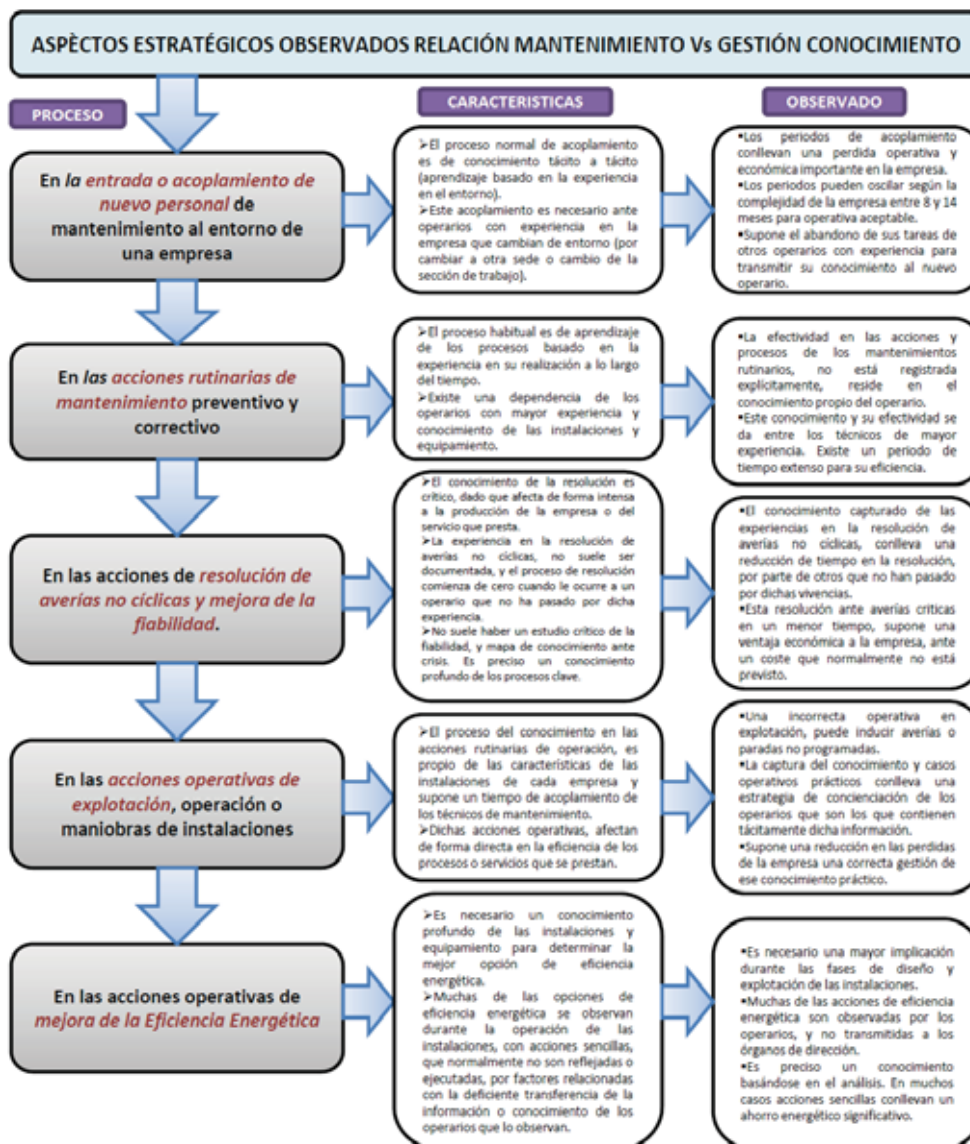 ASPÈCTOS ESTRATÉGICOS OBSERVADOS RELACIÓN MANTENIMIENTO Vs GESTIÓN CONOCIMIENTO
PROCESO
CARACTERISTICAS
OBSERVADO
En la entrada o acoplamiento de
nuevo personal de
mantenimiento al entorno de
una empresa
➤El proceso normal de acoplamiento
es de conocimiento tácito a tácito
(aprendizaje basado en la experiencia
en el entorno).
➤Este acoplamiento es necesario ante
operarios con experiencia en la
empresa que cambian de entorno (por
cambiar a otra sede o cambio de la
sección de trabajo).
▪Los periodos de acoplamiento
conllevan una perdida operativa y
económica importante en la empresa.
▪Los periodos pueden oscilar según la
complejidad de la empresa entre 8 y 14
meses para operativa aceptable.
▪Supone el abandono de sus tareas de
otros operarios con experiencia para
transmitir su conocimiento al nuevo
operario.
En las acciones rutinarias de
mantenimiento preventivo y
correctivo
➤El proceso habitual es de aprendizaje
de los procesos basado en la
experiencia en su realización a lo largo
del tiempo.
➤Existe una dependencia de los
operarios con mayor experiencia y
conocimiento de las instalaciones y
equipamiento.
▪La efectividad en las acciones y
procesos de los mantenimientos
rutinarios, no está registrada
explícitamente, reside en el
conocimiento propio del operario.
▪Este conocimiento y su efectividad se
da entre los técnicos de mayor
experiencia. Existe un periodo de
tiempo extenso para su eficiencia.
En las acciones de resolución de
averías no cíclicas y mejora de la
fiabilidad.
➤El conocimiento de la resolución es
crítico, dado que afecta de forma intensa
a la producción de la empresa o del
servicio que presta.
➤La experiencia en la resolución de
averías no cíclicas, no suele ser
documentada, y el proceso de resolución
comienza de cero cuando le ocurre a un
operario que no ha pasado por dicha
experiencia.
➤No suele haber un estudio crítico de la
fiabilidad, y mapa de conocimiento ante
crisis. Es preciso un conocimiento
profundo de los procesos clave.
▪El conocimiento capturado de las
experiencias en la resolución de
averías no cíclicas, conlleva una
reducción de tiempo en la resolución,
por parte de otros que no han pasado
por dichas vivencias.
▪Esta resolución ante averías criticas
en un menor tiempo, supone una
ventaja económica a la empresa, ante
un coste que normalmente no está
previsto.
En las acciones operativas de
explotación, operación o
maniobras de instalaciones
➤El proceso del conocimiento en las
acciones rutinarias de operación, es
propio de las características de las
instalaciones de cada empresa y
supone un tiempo de acoplamiento de
los técnicos de mantenimiento.
➤Dichas acciones operativas, afectan
de forma directa en la eficiencia de los
procesos o servicios que se prestan.
▪Una incorrecta operativa en
explotación, puede inducir averías o
paradas no programadas.
▪La captura del conocimiento y casos
operativos prácticos conlleva una
estrategia de concienciación de los
operarios que son los que contienen
tácitamente dicha información.
▪Supone una reducción en las perdidas
de la empresa una correcta gestión de
ese conocimiento práctico.
En las acciones operativas de
mejora de la Eficiencia Energética
➤Es necesario un conocimiento
profundo de las instalaciones y
equipamiento para determinar la
mejor opción de eficiencia
energética.
➤Muchas de las opciones de
eficiencia energética se observan
durante la operación de las
instalaciones, con acciones sencillas,
que normalmente no son reflejadas o
ejecutadas, por factores relacionadas
con la deficiente transferencia de la
información o conocimiento de los
operarios que lo observan.
▪Es necesario una mayor implicación
durante las fases de diseño y
explotación de las instalaciones.
▪Muchas de las acciones de eficiencia
energética son observadas por los
operarios, y no transmitidas a los
órganos de dirección.
▪Es preciso un conocimiento
basándose en el análisis. En muchos
casos acciones sencillas conllevan un
ahorro energético significativo.